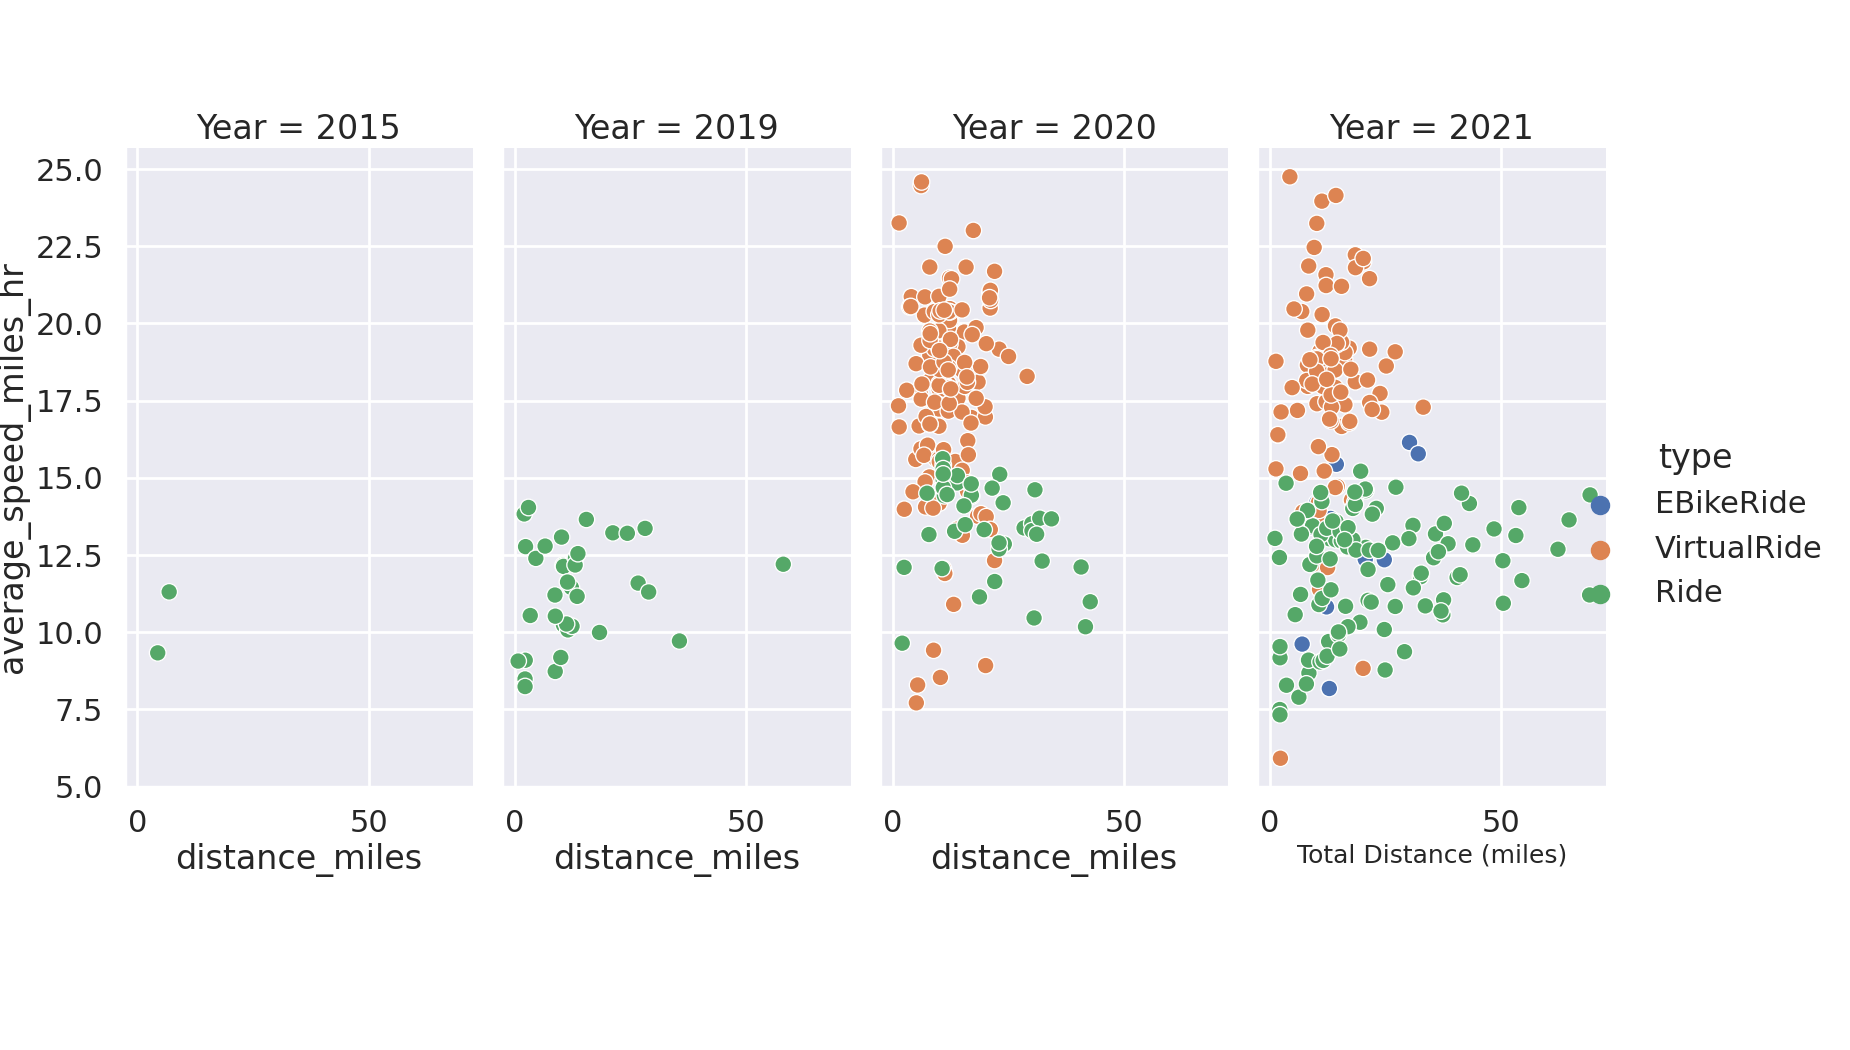 Year = 2015
Year = 2019
Year = 2020
Year = 2021
25.0
22.5
20.0
17.5
15.0
12.5
10.0
7.5
5.0
average_speed_miles_hr
0 50
0 50
0 50
0 50
distance_miles
distance_miles
distance_miles
Total Distance (miles)
type
EBikeRide
VirtualRide
Ride